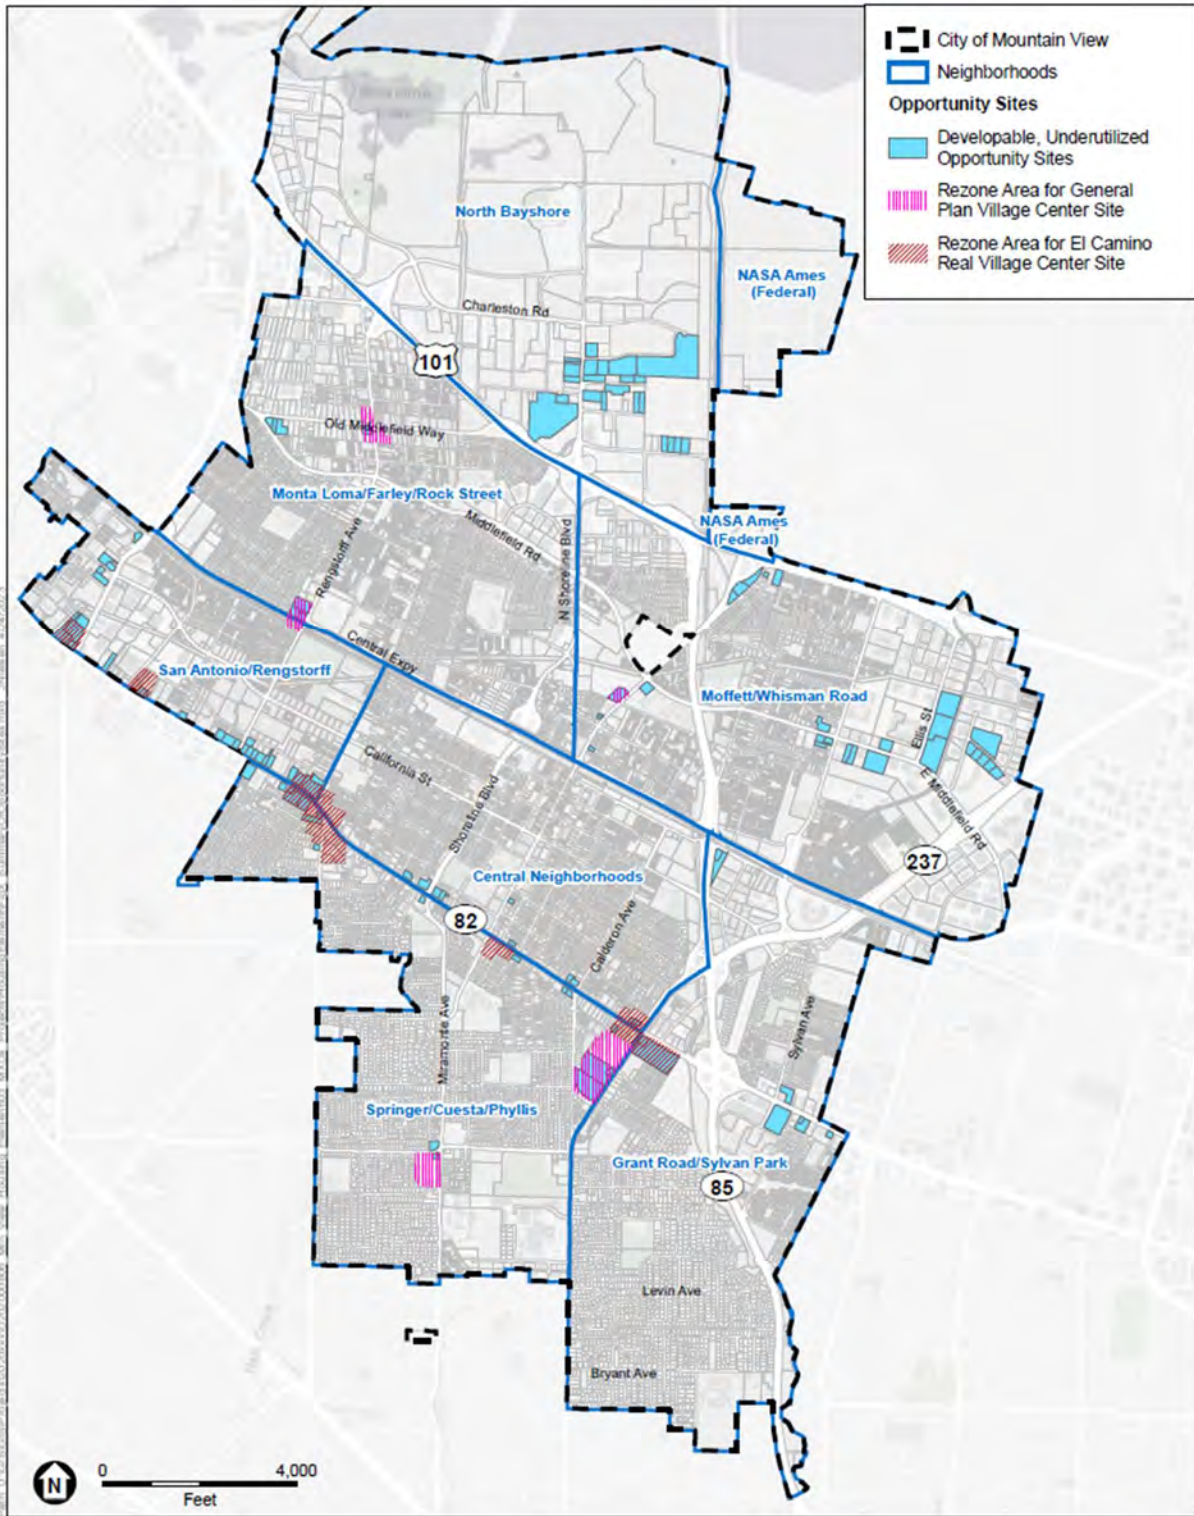 City of Mountain View
Neighborhoods
Opportunity Sites
Developable, Underutilized
Opportunity Sites
Rezone Area for General
Plan Village Center Site
Rezone Area for El Camino
Real Village Center Site
North Bayshore
NASA Ames
(Federal)
Charleston Rd
101
Old Middlefield Way
Monta Loma/Farley/Rock Street
Middlefield Rd
NASA Ames
(Federal)
Rengstorff Ave
N Shoreline Blvd
Central Expy
San Antonio/Rengstorff
Moffett/Whisman Road
Ellis St
California St
E Middlefield Rd
Shoreline Blvd
237
Central Neighborhoods
82
Calderon Ave
Miramonte Ave
Sylvan Ave
Springer/Cuesta/Phyllis
Grant Road/Sylvan Park
85
Levin Ave
Bryant Ave
N
0 4,000
Feet